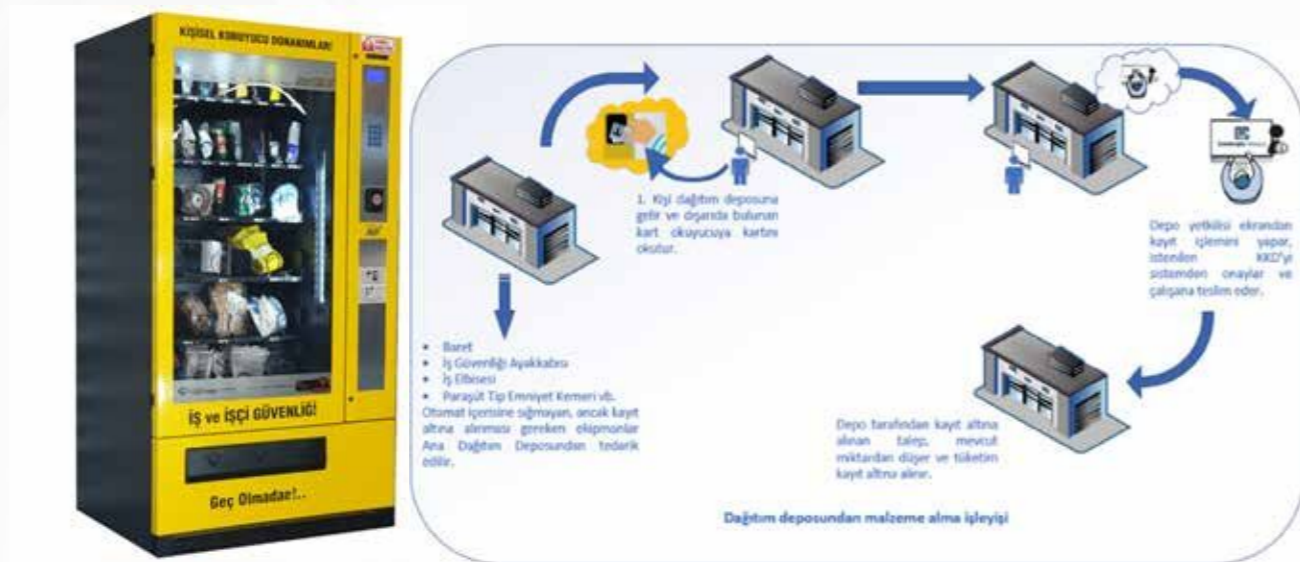 KİŞİSEL KORUYUCU DONANIMLAR!
İŞ ve İŞÇİ GÜVENLİĞİ!
Geç Olmadan!..
1. Kişi dağıtım deposuna
gelir ve dışarıda bulunan
kart okuyucuya kartını
okutur.
Depo yetkilisi ekrandan
kayıt işlemini yapar,
istenilen KKD'yi
sistemden onaylar ve
çalışana teslim eder.
• Baret
• İş Güvenliği Ayakkabısı
• İş Elbisesi
• Paraşüt Tip Emniyet Kemeri vb.
Otomat içerisine sığmayan, ancak kayıt
altına alınması gereken ekipmanlar
Ana Dağıtım Deposundan tedarik
edilir.
Depo tarafından kayıt altına
alınan talep, mevcut
miktardan düşer ve tüketim
kayıt altına alınır.
Dağıtım deposundan malzeme alma işleyişi